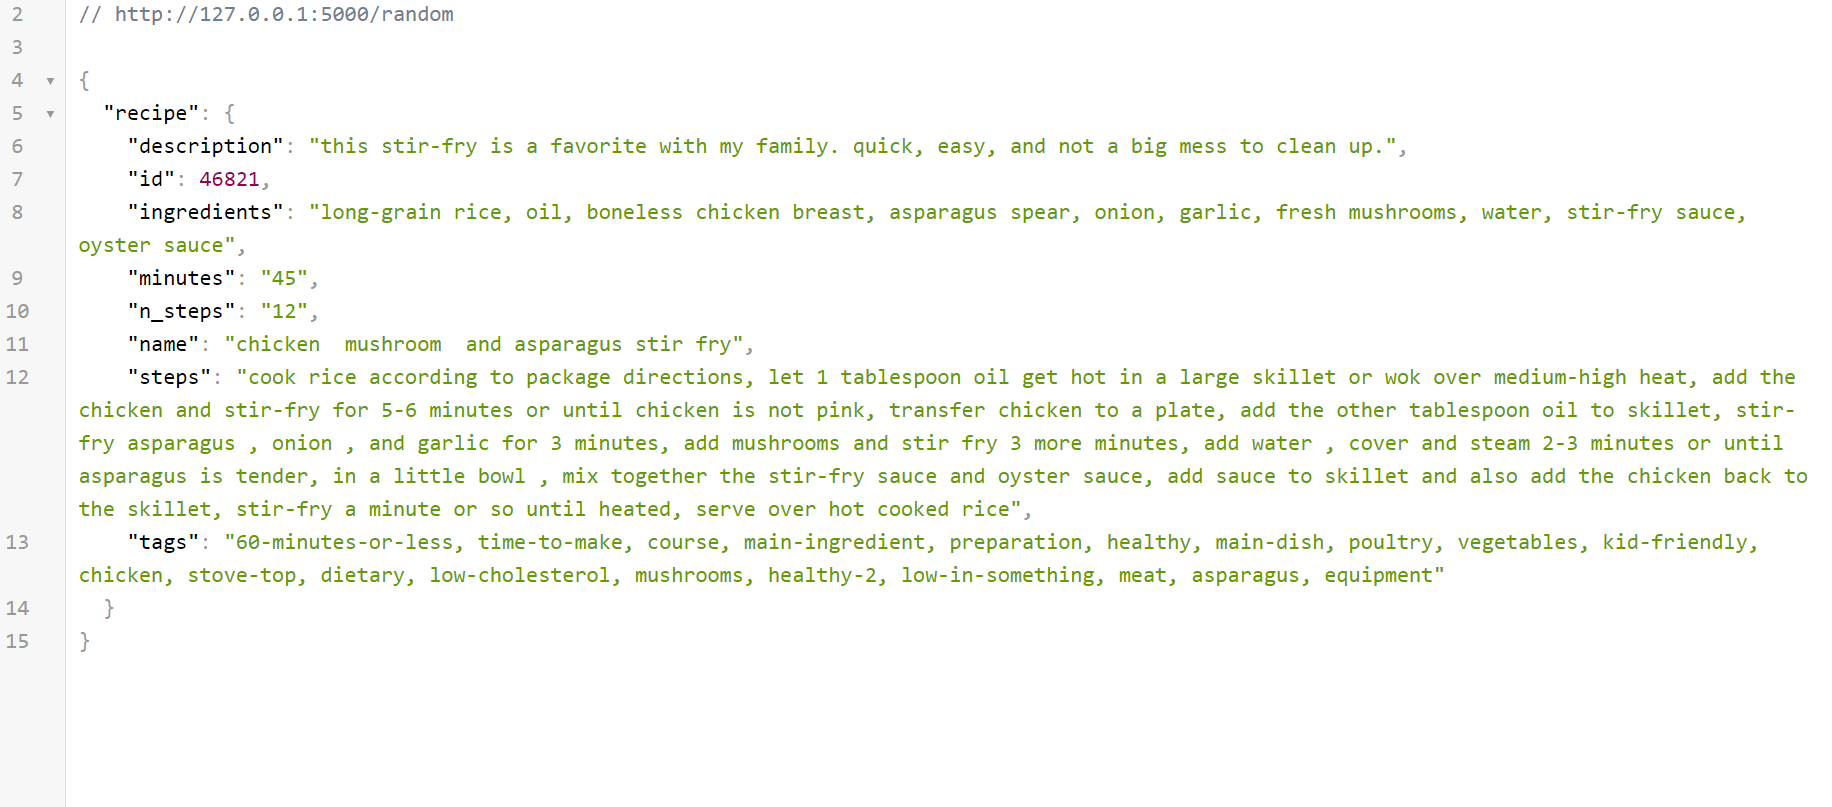 2 // http://127.0.0.1:5000/random
3
4 ▾ {
5 ▾ "recipe": {
6 "description": "this stir-fry is a favorite with my family. quick, easy, and not a big mess to clean up.",
7 "id": 46821,
8 "ingredients": "long-grain rice, oil, boneless chicken breast, asparagus spear, onion, garlic, fresh mushrooms, water, stir-fry sauce,
oyster sauce",
9 "minutes": "45",
10 "n_steps": "12",
11 "name": "chicken  mushroom  and asparagus stir fry",
12 "steps": "cook rice according to package directions, let 1 tablespoon oil get hot in a large skillet or wok over medium-high heat, add the
chicken and stir-fry for 5-6 minutes or until chicken is not pink, transfer chicken to a plate, add the other tablespoon oil to skillet, stir-
fry asparagus , onion , and garlic for 3 minutes, add mushrooms and stir fry 3 more minutes, add water , cover and steam 2-3 minutes or until
asparagus is tender, in a little bowl , mix together the stir-fry sauce and oyster sauce, add sauce to skillet and also add the chicken back to
the skillet, stir-fry a minute or so until heated, serve over hot cooked rice",
13 "tags": "60-minutes-or-less, time-to-make, course, main-ingredient, preparation, healthy, main-dish, poultry, vegetables, kid-friendly,
chicken, stove-top, dietary, low-cholesterol, mushrooms, healthy-2, low-in-something, meat, asparagus, equipment"
14 }
15 }